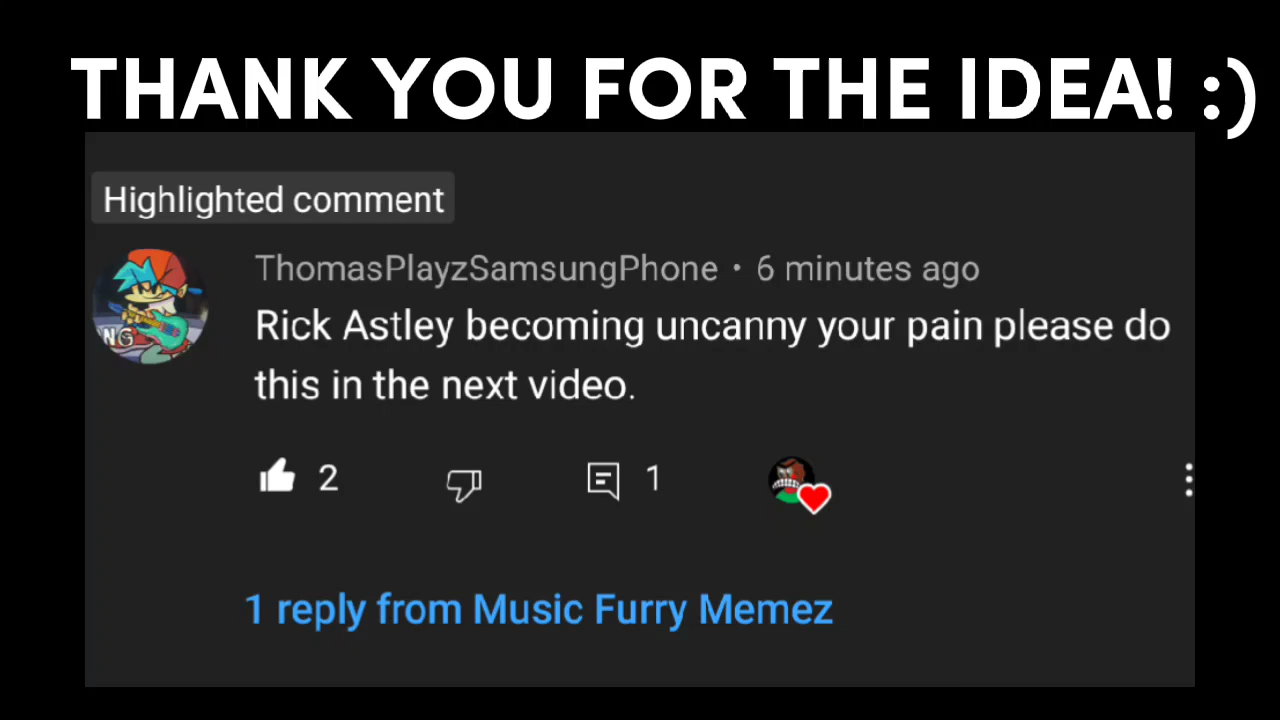 THANK YOU FOR THE IDEA! :)
Highlighted comment
ThomasPlayzSamsungPhone • 6 minutes ago
Rick Astley becoming uncanny your pain please do
this in the next video.
2 1
NG
1 reply from Music Furry Memez